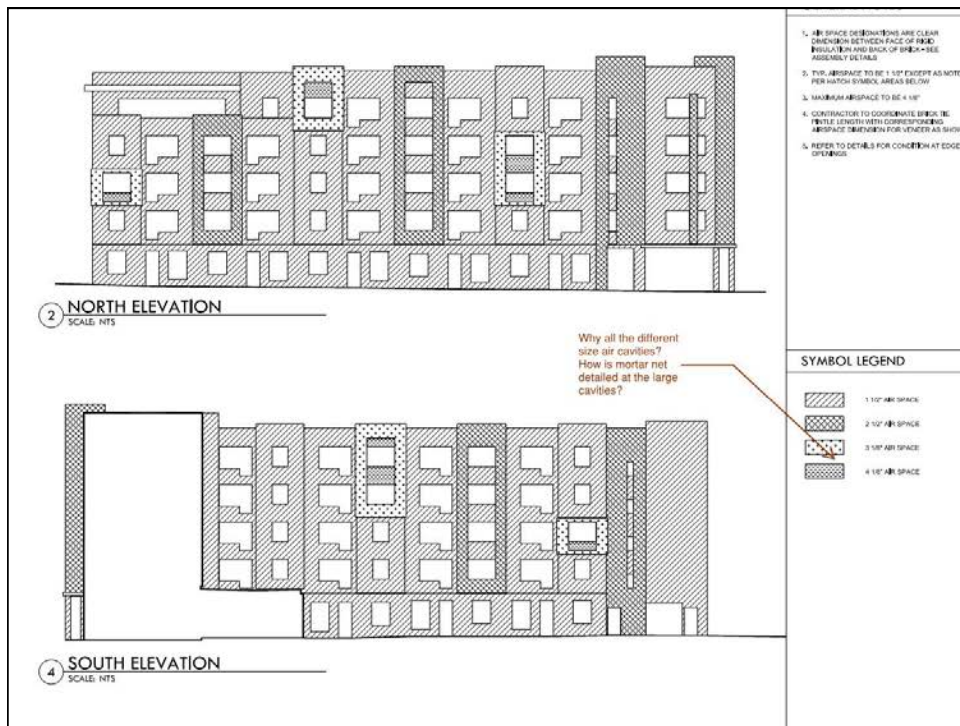 1. AIR SPACE DESIGNATIONS ARE CLEAR
DIMENSION BETWEEN FACE OF RIGID
INSULATION AND BACK OF BRICK - SEE
ASSEMBLY DETAILS
2. TYP. AIRSPACE TO BE 1 1/2" EXCEPT AS NOTE
PER HATCH SYMBOL AREAS BELOW
3. MAXIMUM AIRSPACE TO BE 4 1/8"
4. CONTRACTOR TO COORDINATE BRICK TIE
PINTLE LENGTH WITH CORRESPONDING
AIRSPACE DIMENSION FOR VENEER AS SHOW
5. REFER TO DETAILS FOR CONDITION AT EDGE
OPENINGS
2 NORTH ELEVATION
SCALE: NTS
Why all the different
size air cavities?
How is mortar net
detailed at the large
cavities?
SYMBOL LEGEND
1 1/2" AIR SPACE
2 1/2" AIR SPACE
3 1/8" AIR SPACE
4 1/8" AIR SPACE
4 SOUTH ELEVATION
SCALE: NTS